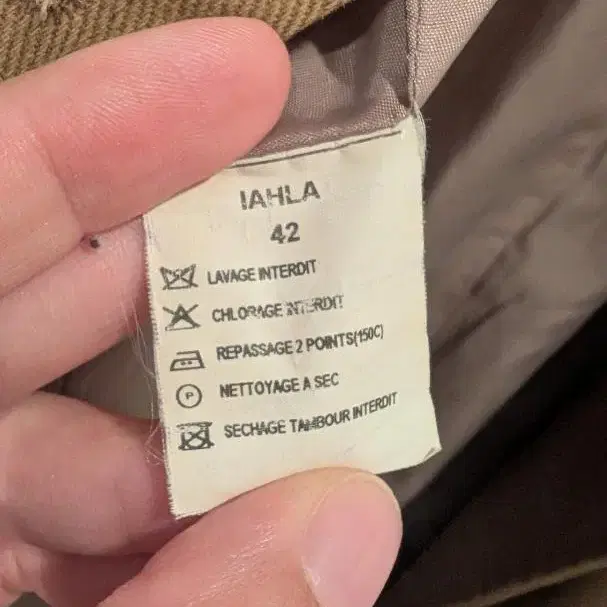 IAHLA
42
LAVAGE INTERDIT
CHLORAGE INTERDIT
REPASSAGE 2 POINTS(150C)
P NETTOYAGE A SEC
SECHAGE TAMBOUR INTERDIT